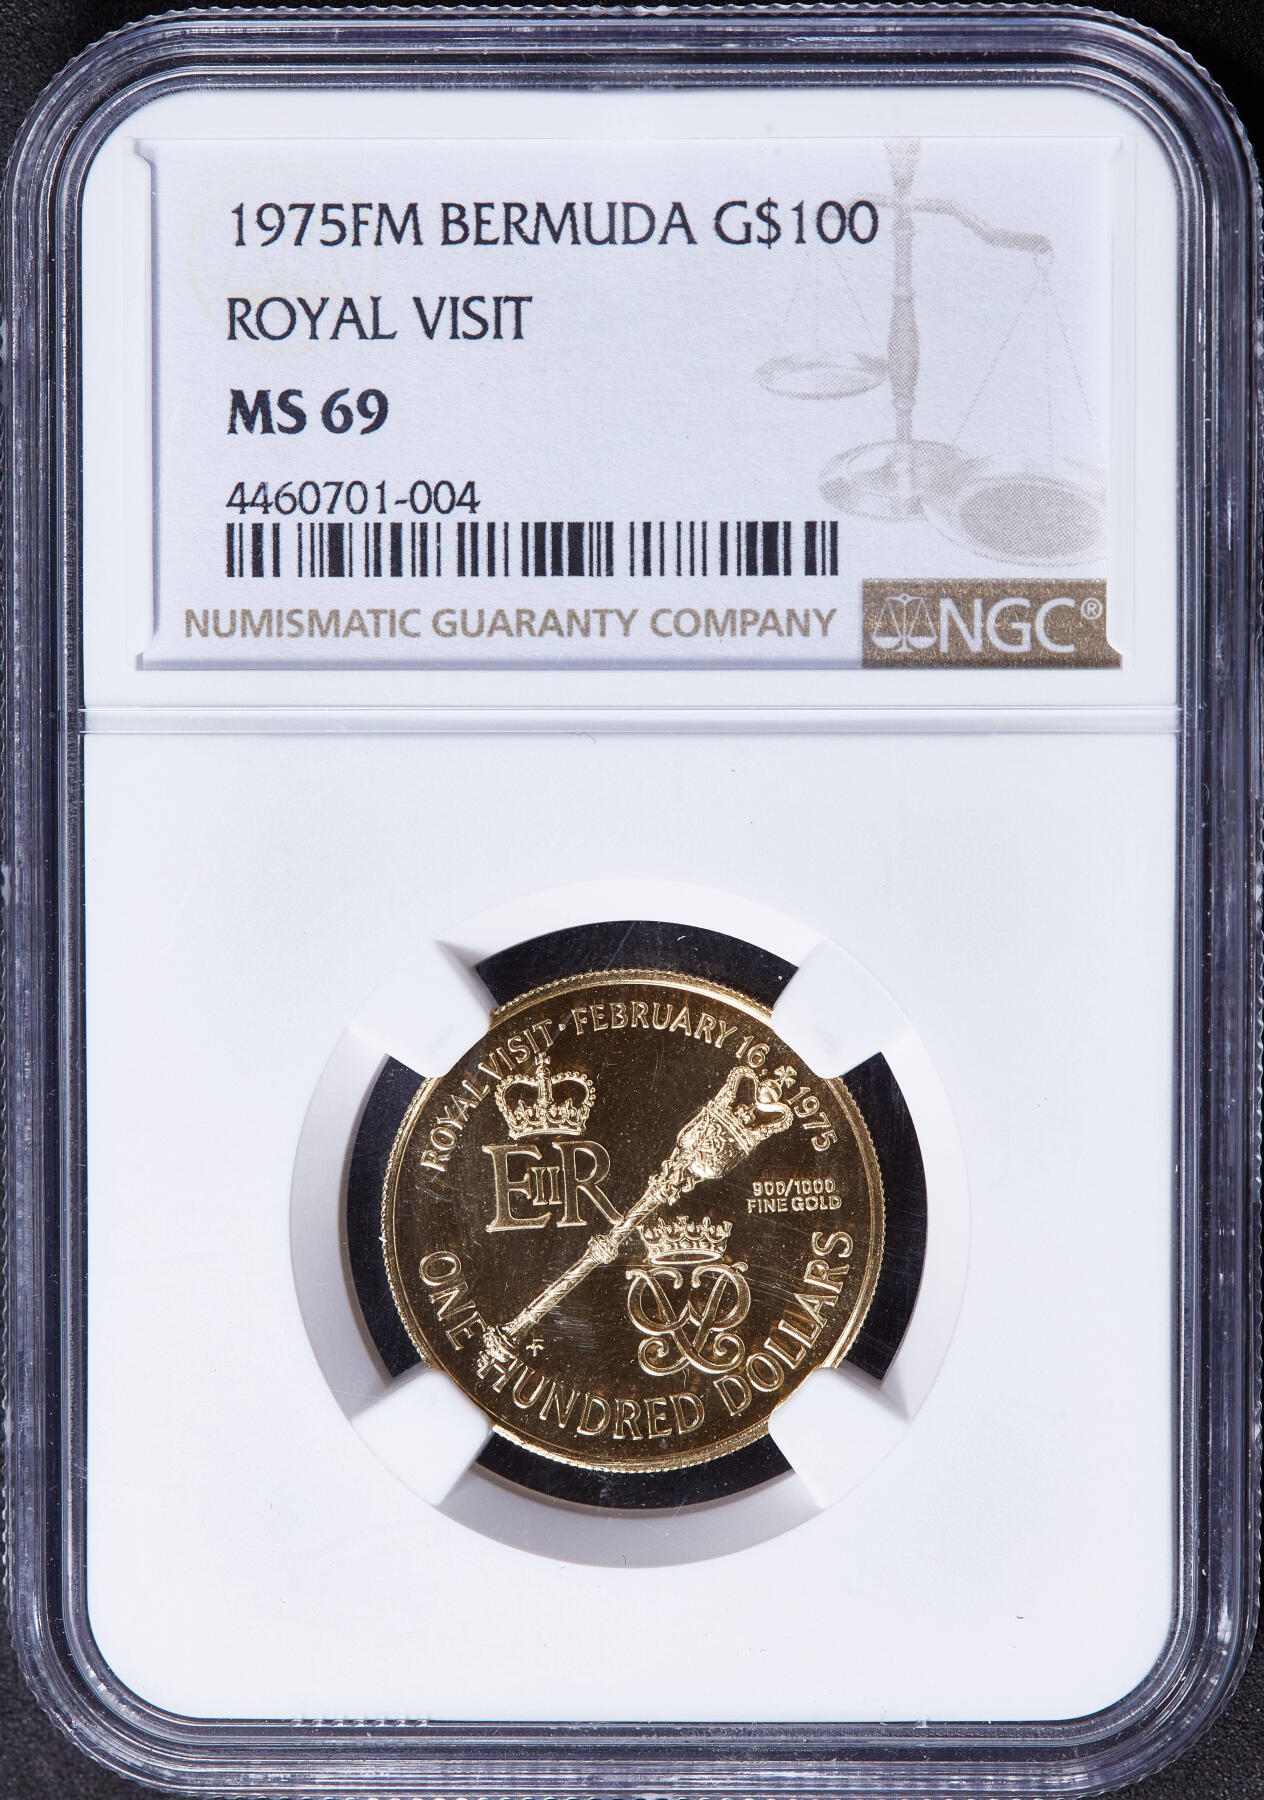 1975FM BERMUDA G$100
ROYAL VISIT
MS 69
4460701-004
NUMISMATIC GUARANTY COMPANY
NGC®
ROYAL VISIT · FEBRUARY 16, 1975
EIIR
900/1000
FINE GOLD
ONE HUNDRED DOLLARS